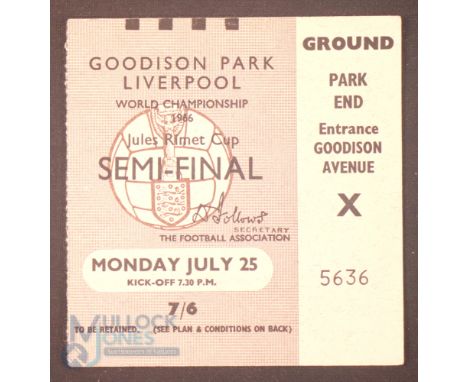 GOODISON PARK
LIVERPOOL
WORLD CHAMPIONSHIP
1966
Jules Rimet Cup
SEMI-FINAL
D Follows
SECRETARY
THE FOOTBALL ASSOCIATION
MONDAY JULY 25
KICK-OFF 7.30 P.M.
7/6
TO BE RETAINED. (SEE PLAN & CONDITIONS ON BACK)
GROUND
PARK
END
Entrance
GOODISON
AVENUE
X
5636
MULLOCK
JONES